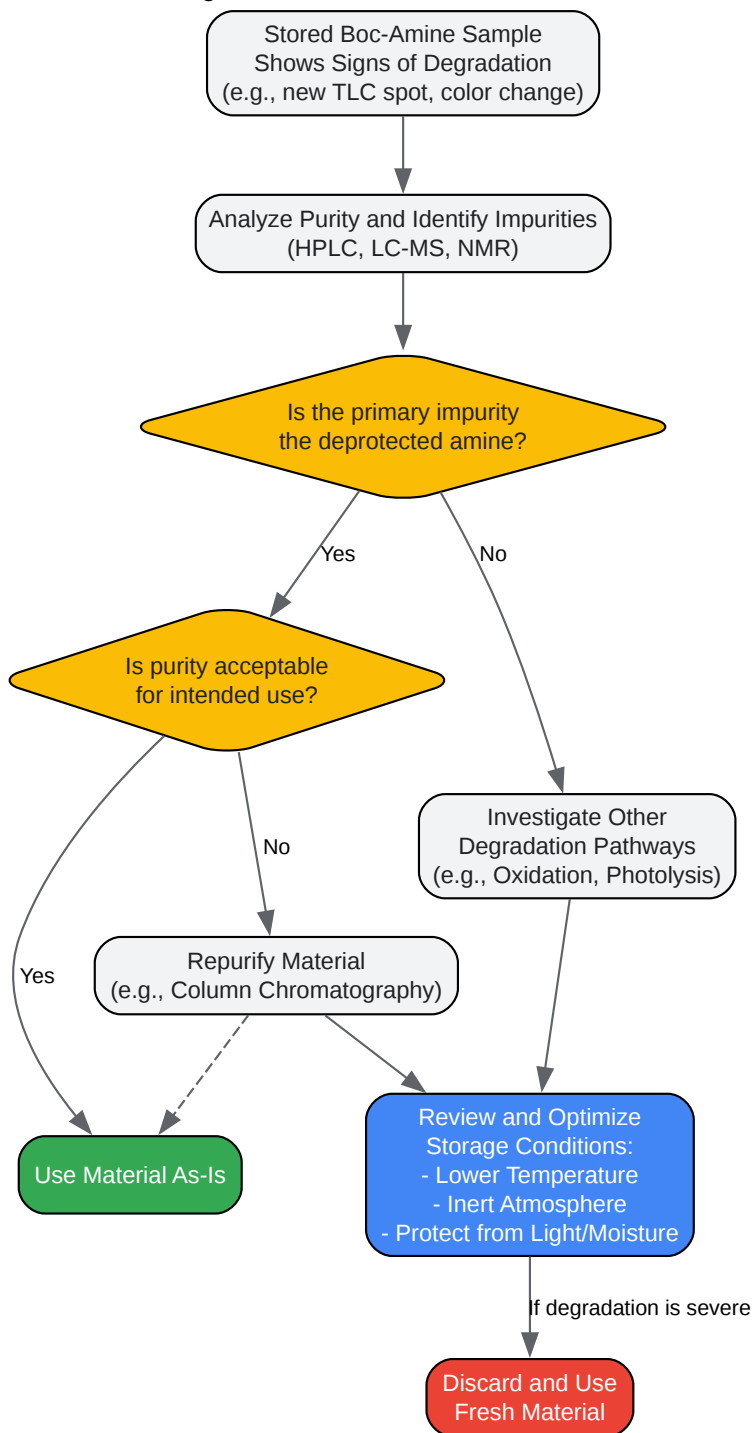 Stored Boc-Amine Sample
Shows Signs of Degradation
(e.g., new TLC spot, color change)
Analyze Purity and Identify Impurities
(HPLC, LC-MS, NMR)
Is the primary impurity
the deprotected amine?
Yes
No
Is purity acceptable
for intended use?
Investigate Other
Degradation Pathways
(e.g., Oxidation, Photolysis)
No
Yes
Repurify Material
(e.g., Column Chromatography)
Review and Optimize
Storage Conditions:
- Lower Temperature
- Inert Atmosphere
- Protect from Light/Moisture
Use Material As-Is
If degradation is severe
Discard and Use
Fresh Material